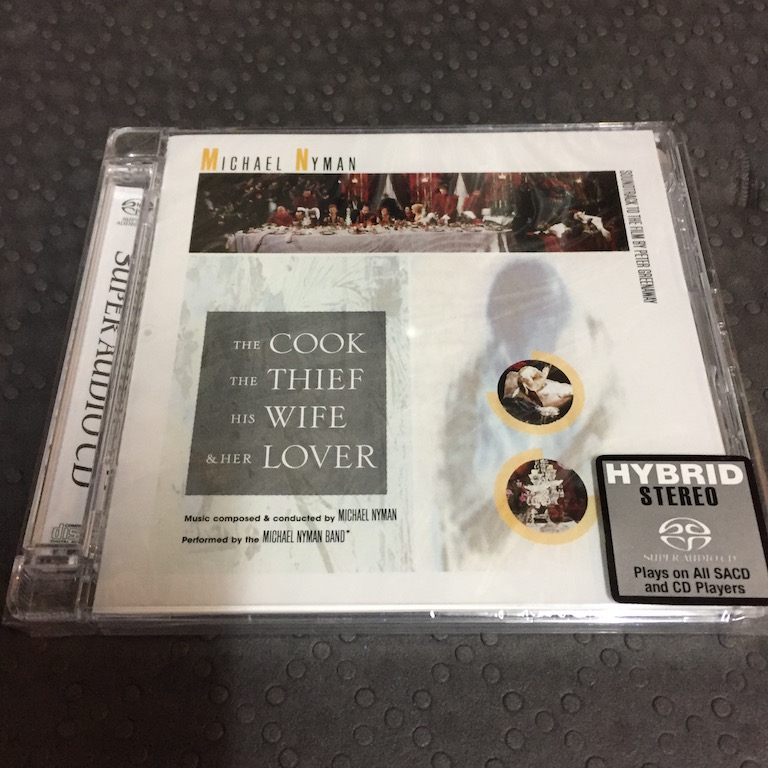 MICHAEL NYMAN
SOUNDTRACK TO THE FILM BY PETER GREENAWAY
THE COOK
THE THIEF
HIS WIFE
& HER LOVER
Music composed & conducted by MICHAEL NYMAN
Performed by the MICHAEL NYMAN BAND
SUPER AUDIO CD
HYBRID
STEREO
SUPER AUDIO CD
Plays on All SACD
and CD Players